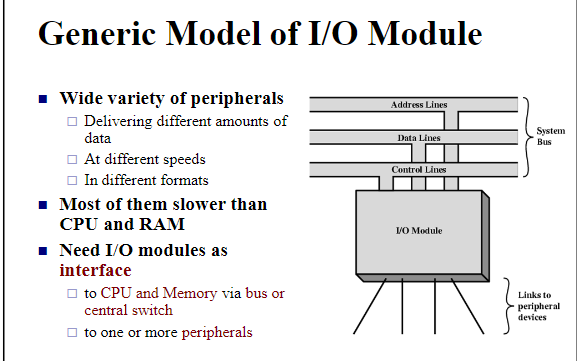 Generic Model of I/O Module
Wide variety of peripherals
Delivering different amounts of
data
At different speeds
In different formats
Most of them slower than
CPU and RAM
Need I/O modules as
interface
to CPU and Memory via bus or
central switch
to one or more peripherals
Address Lines
Data Lines
Control Lines
System
Bus
I/O Module
Links to
peripheral
devices